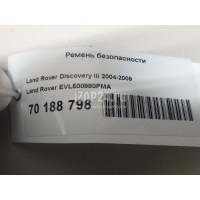 Ремень безопасности
Land Rover Discovery III 2004-2009
Land Rover EVL500980PMA
70 188 798